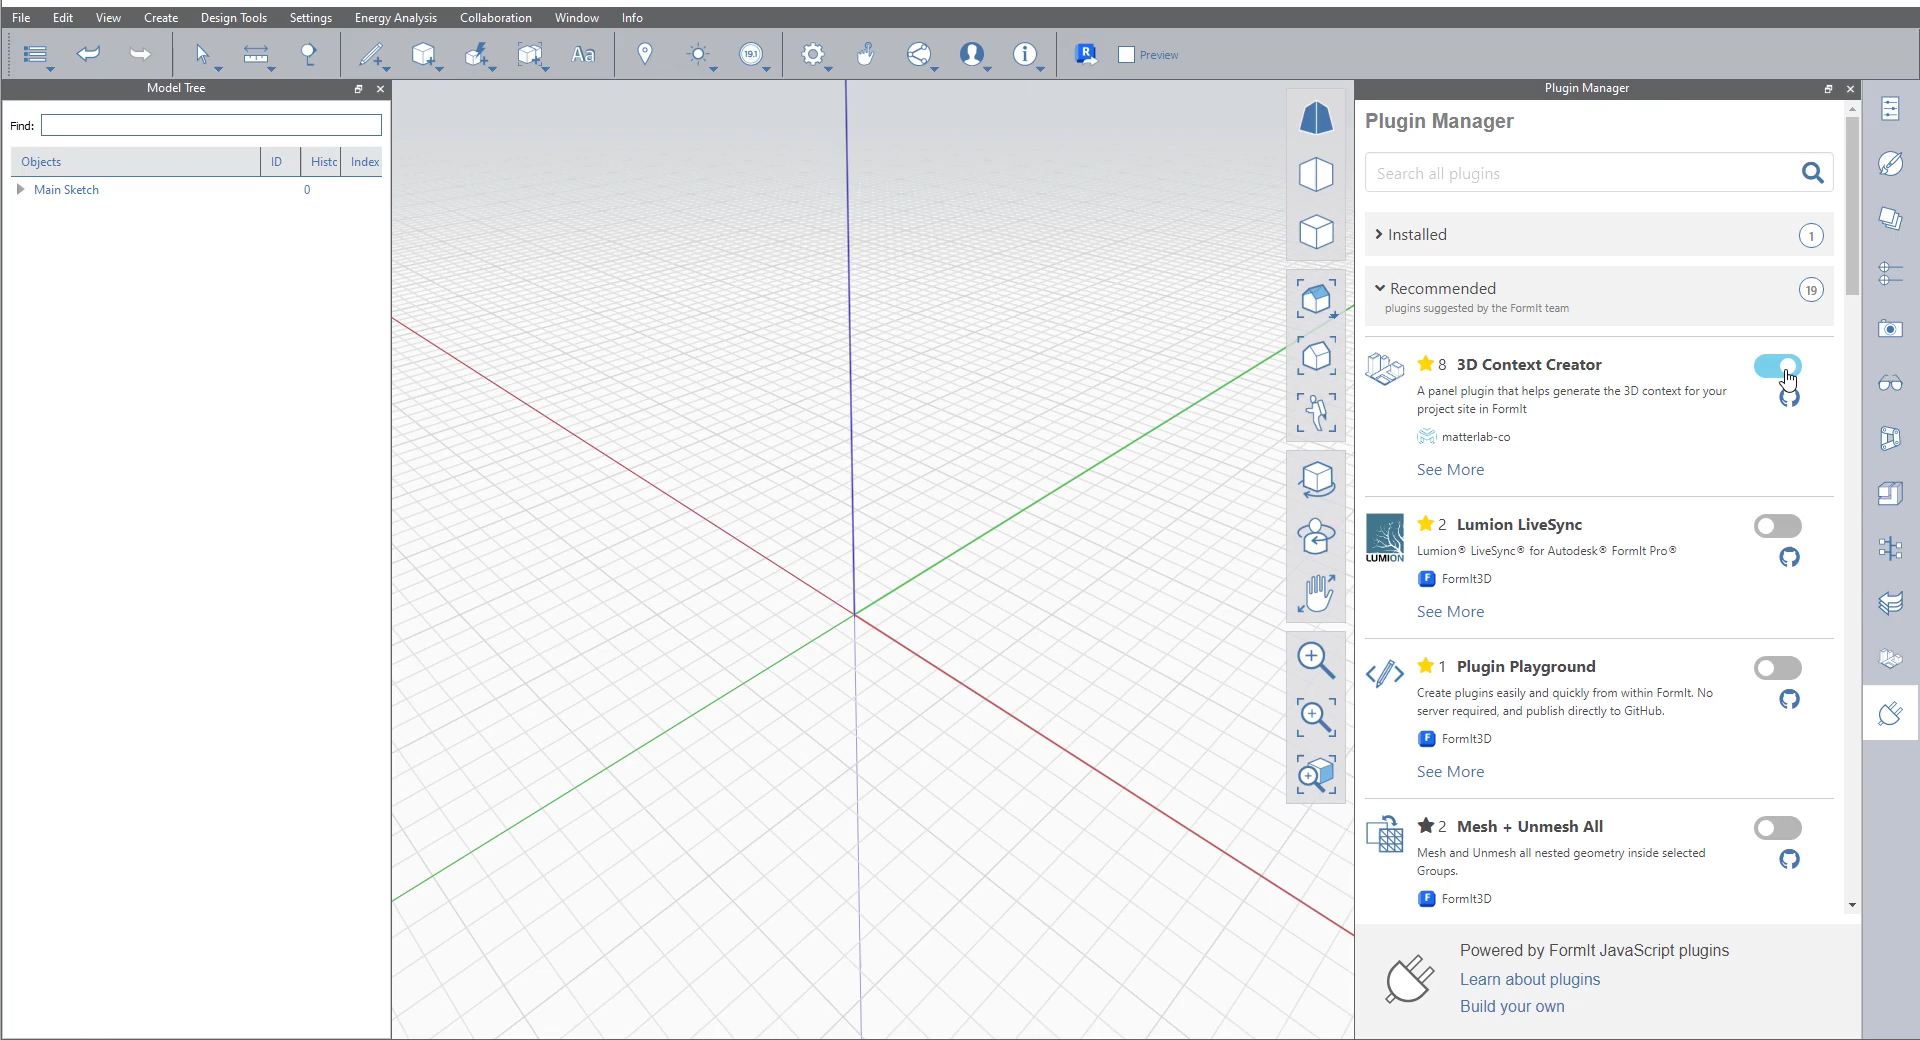 File Edit View Create Design Tools Settings Energy Analysis Collaboration Window Info
Aa 19.1 R Preview
Model Tree
Find:
Objects ID Histc Index
Main Sketch 0
Plugin Manager
Plugin Manager
Search all plugins
Installed 1
Recommended 19
plugins suggested by the FormIt team
8 3D Context Creator
A panel plugin that helps generate the 3D context for your
project site in FormIt
matterlab-co
See More
2 Lumion LiveSync
LUMION
Lumion® LiveSync® for Autodesk® FormIt Pro®
F FormIt3D
See More
1 Plugin Playground
Create plugins easily and quickly from within FormIt. No
server required, and publish directly to GitHub.
F FormIt3D
See More
2 Mesh + Unmesh All
Mesh and Unmesh all nested geometry inside selected
Groups.
F FormIt3D
Powered by FormIt JavaScript plugins
Learn about plugins
Build your own